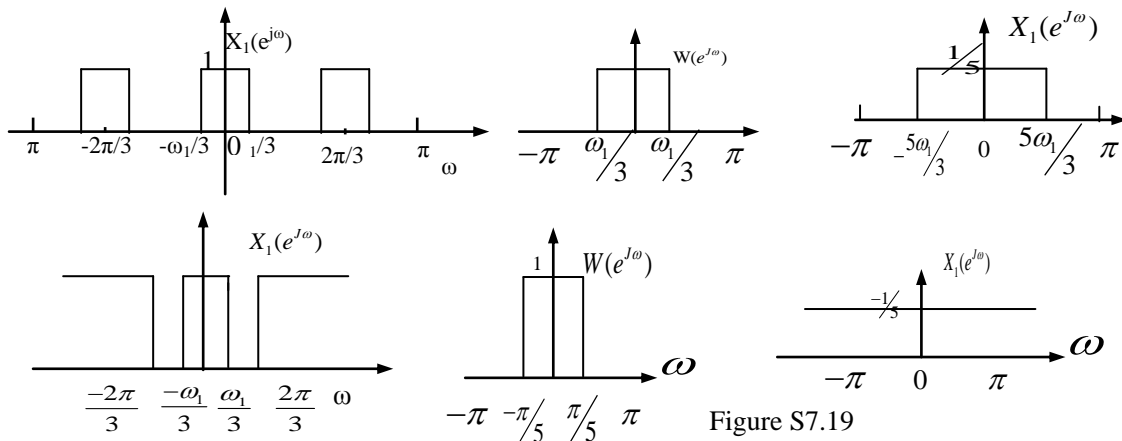 X₁(e^{jω})
1
π -2π/3 -ω₁/3 0 ₁/3 2π/3 π ω
W(e^{Jω})
-π ω₁/3 ω₁/3 π
X₁(e^{Jω})
1/5
-π -5ω₁/3 0 5ω₁/3 π
X₁(e^{Jω})
-2π/3 -ω₁/3 ω₁/3 2π/3 ω
1 W(e^{Jω})
ω
-π -π/5 π/5 π
X₁(e^{Jω})
-1/5
ω
-π 0 π
Figure S7.19